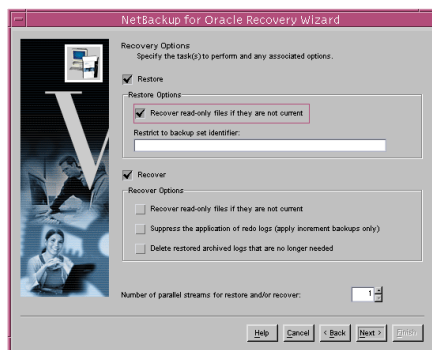 NetBackup for Oracle Recovery Wizard
Recovery Options
Specify the task(s) to perform and any associated options.
Restore
Restore Options
Recover read-only files if they are not current
Restrict to backup set identifier:
Recover
Recover Options
Recover read-only files if they are not current
Suppress the application of redo logs (apply increment backups only)
Delete restored archived logs that are no longer needed
Number of parallel streams for restore and/or recover:
1
Help
Cancel
< Back
Next >
Finish
V